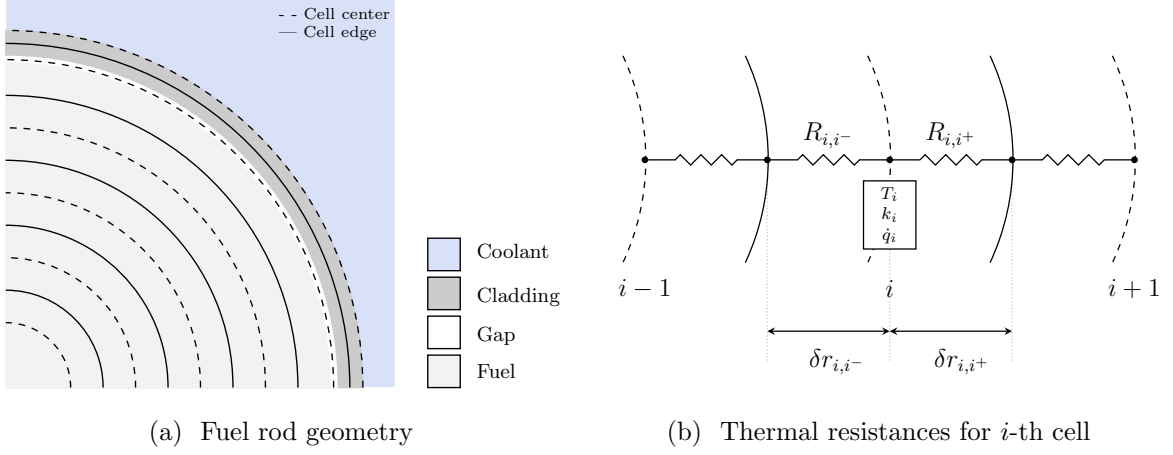 - - Cell center
— Cell edge
Coolant
Cladding
Gap
Fuel
(a) Fuel rod geometry
R_{i,i^-}
R_{i,i^+}
T_i
k_i
q̇_i
i − 1
i
i + 1
δr_{i,i^-}
δr_{i,i^+}
(b) Thermal resistances for i-th cell